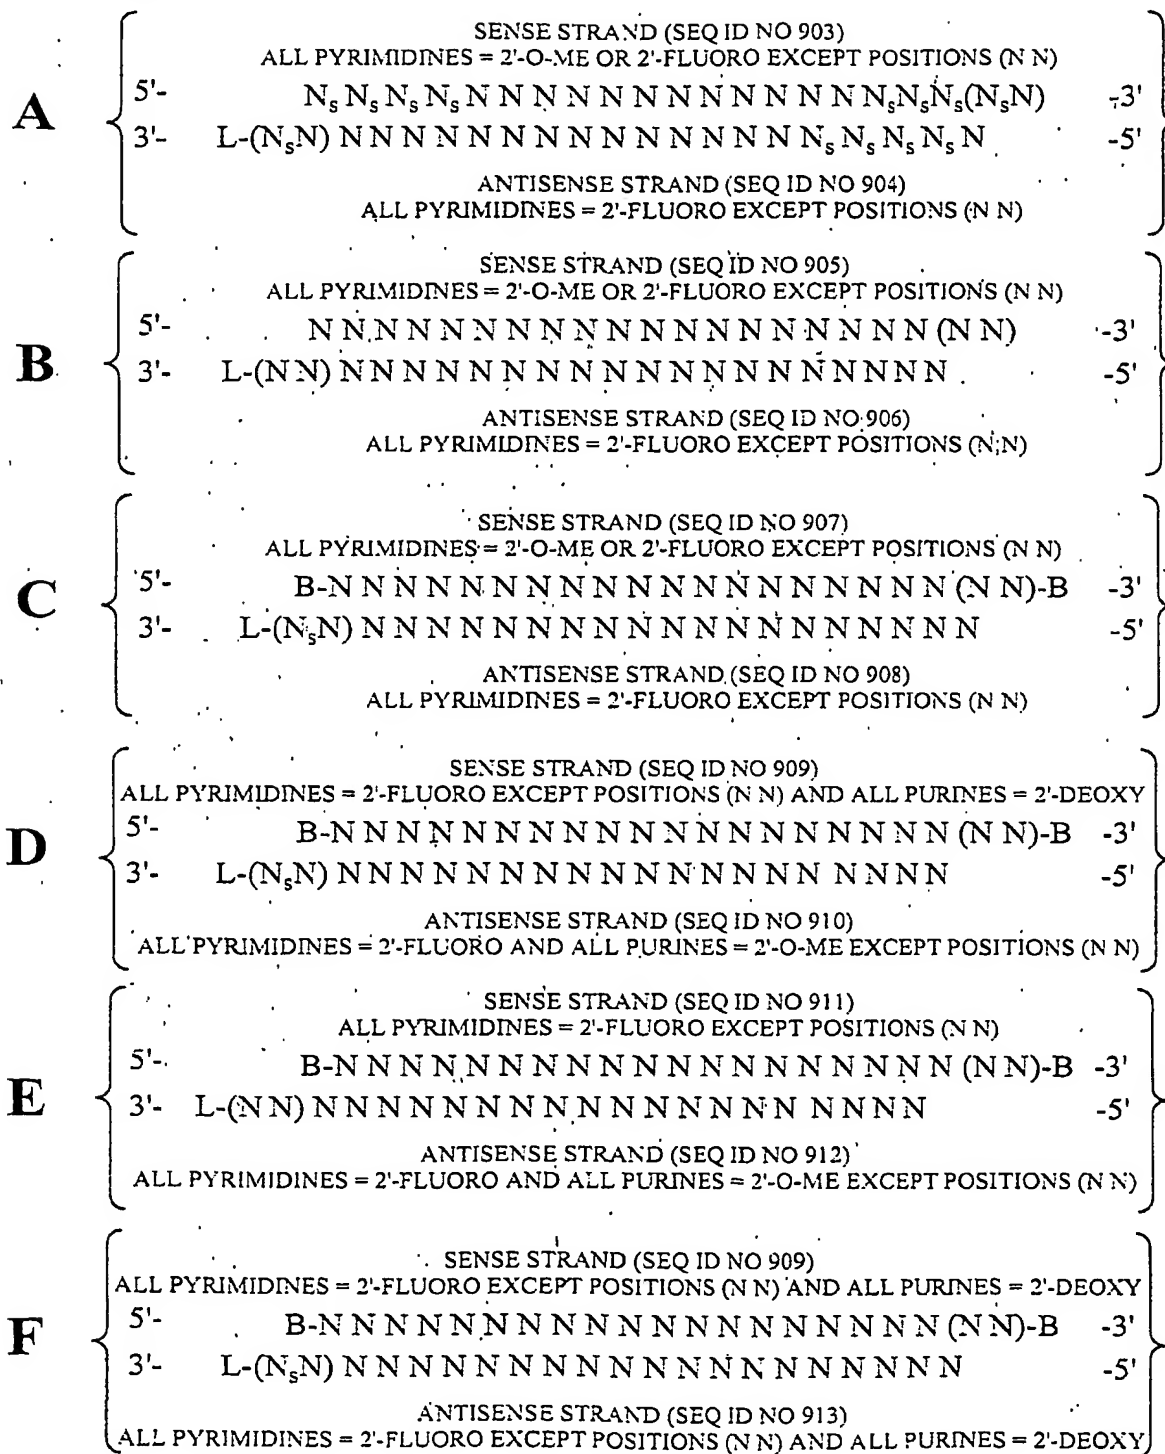 A
SENSE STRAND (SEQ ID NO 903)
ALL PYRIMIDINES = 2'-O-ME OR 2'-FLUORO EXCEPT POSITIONS (N N)
5'- NsNsNsNsN N N N N N N N N N N N NsNsNs(NsN) -3'
3'- L-(NsN) N N N N N N N N N N N N N N Ns Ns Ns Ns N -5'
ANTISENSE STRAND (SEQ ID NO 904)
ALL PYRIMIDINES = 2'-FLUORO EXCEPT POSITIONS (N N)
B
SENSE STRAND (SEQ ID NO 905)
ALL PYRIMIDINES = 2'-O-ME OR 2'-FLUORO EXCEPT POSITIONS (N N)
5'- N N N N N N N N N N N N N N N N N N N (N N) -3'
3'- L-(N N) N N N N N N N N N N N N N N N N N N N -5'
ANTISENSE STRAND (SEQ ID NO 906)
ALL PYRIMIDINES = 2'-FLUORO EXCEPT POSITIONS (N N)
C
SENSE STRAND (SEQ ID NO 907)
ALL PYRIMIDINES = 2'-O-ME OR 2'-FLUORO EXCEPT POSITIONS (N N)
5'- B-N N N N N N N N N N N N N N N N N N N (N N)-B -3'
3'- L-(NsN) N N N N N N N N N N N N N N N N N N N -5'
ANTISENSE STRAND (SEQ ID NO 908)
ALL PYRIMIDINES = 2'-FLUORO EXCEPT POSITIONS (N N)
D
SENSE STRAND (SEQ ID NO 909)
ALL PYRIMIDINES = 2'-FLUORO EXCEPT POSITIONS (N N) AND ALL PURINES = 2'-DEOXY
5'- B-N N N N N N N N N N N N N N N N N N N (N N)-B -3'
3'- L-(NsN) N N N N N N N N N N N N N N N N N N N -5'
ANTISENSE STRAND (SEQ ID NO 910)
ALL PYRIMIDINES = 2'-FLUORO AND ALL PURINES = 2'-O-ME EXCEPT POSITIONS (N N)
E
SENSE STRAND (SEQ ID NO 911)
ALL PYRIMIDINES = 2'-FLUORO EXCEPT POSITIONS (N N)
5'- B-N N N N N N N N N N N N N N N N N N N (N N)-B -3'
3'- L-(N N) N N N N N N N N N N N N N N N N N N N -5'
ANTISENSE STRAND (SEQ ID NO 912)
ALL PYRIMIDINES = 2'-FLUORO AND ALL PURINES = 2'-O-ME EXCEPT POSITIONS (N N)
F
SENSE STRAND (SEQ ID NO 909)
ALL PYRIMIDINES = 2'-FLUORO EXCEPT POSITIONS (N N) AND ALL PURINES = 2'-DEOXY
5'- B-N N N N N N N N N N N N N N N N N N N (N N)-B -3'
3'- L-(NsN) N N N N N N N N N N N N N N N N N N N -5'
ANTISENSE STRAND (SEQ ID NO 913)
ALL PYRIMIDINES = 2'-FLUORO EXCEPT POSITIONS (N N) AND ALL PURINES = 2'-DEOXY